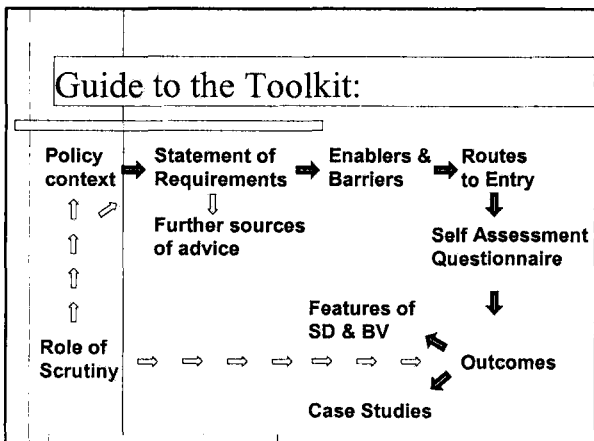 Guide to the Toolkit:
Policy context
Statement of Requirements
Enablers & Barriers
Routes to Entry
Further sources of advice
Self Assessment Questionnaire
Features of SD & BV
Role of Scrutiny
Outcomes
Case Studies